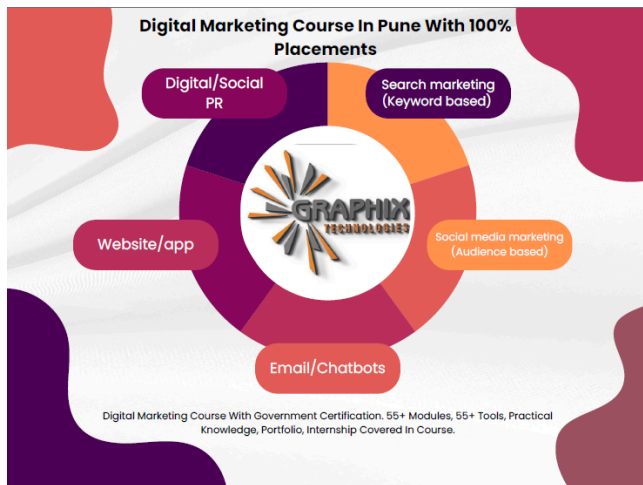 Digital Marketing Course In Pune With 100%
Placements
Digital/Social
PR
Search marketing
(Keyword based)
GRAPHIX
TECHNOLOGIES
Website/app
Social media marketing
(Audience based)
Email/Chatbots
Digital Marketing Course With Government Certification. 55+ Modules, 55+ Tools, Practical
Knowledge, Portfolio, Internship Covered In Course.